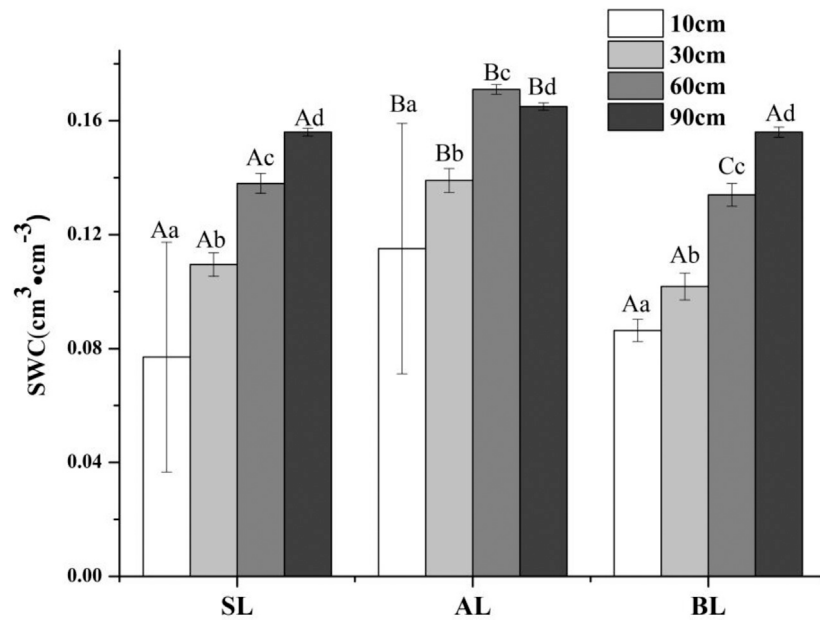 10cm
30cm
60cm
90cm
SWC(cm³•cm⁻³)
0.16
0.12
0.08
0.04
0.00
Aa
Ab
Ac
Ad
Ba
Bb
Bc
Bd
Aa
Ab
Cc
Ad
SL
AL
BL